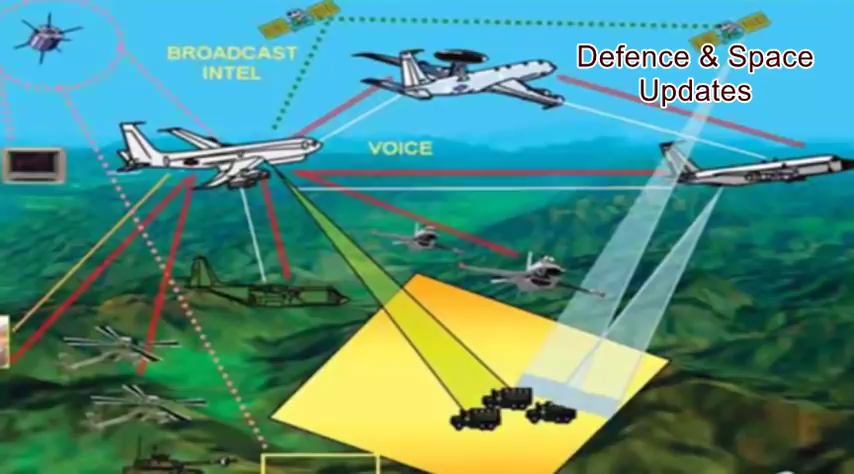 BROADCAST
INTEL
Defence & Space
Updates
VOICE